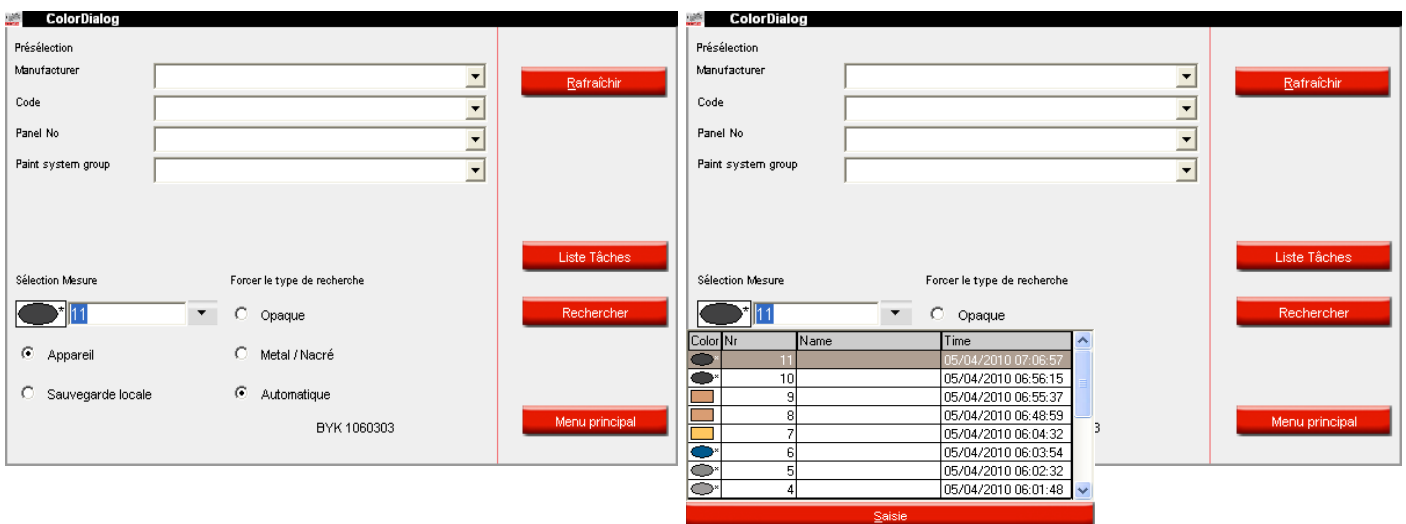 ColorDialog
Présélection
Manufacturer
Rafraîchir
Code
Panel No
Paint system group
Liste Tâches
Sélection Mesure
Forcer le type de recherche
* 11
Opaque
Rechercher
Appareil
Metal / Nacré
Sauvegarde locale
Automatique
BYK 1060303
Menu principal
ColorDialog
Présélection
Manufacturer
Rafraîchir
Code
Panel No
Paint system group
Liste Tâches
Sélection Mesure
Forcer le type de recherche
* 11
Opaque
Rechercher
Color Nr Name Time
* 11 05/04/2010 07:06:57
* 10 05/04/2010 06:56:15
9 05/04/2010 06:55:37
8 05/04/2010 06:48:59
7 05/04/2010 06:04:32
* 6 05/04/2010 06:03:54
* 5 05/04/2010 06:02:32
* 4 05/04/2010 06:01:48
3
Menu principal
Saisie